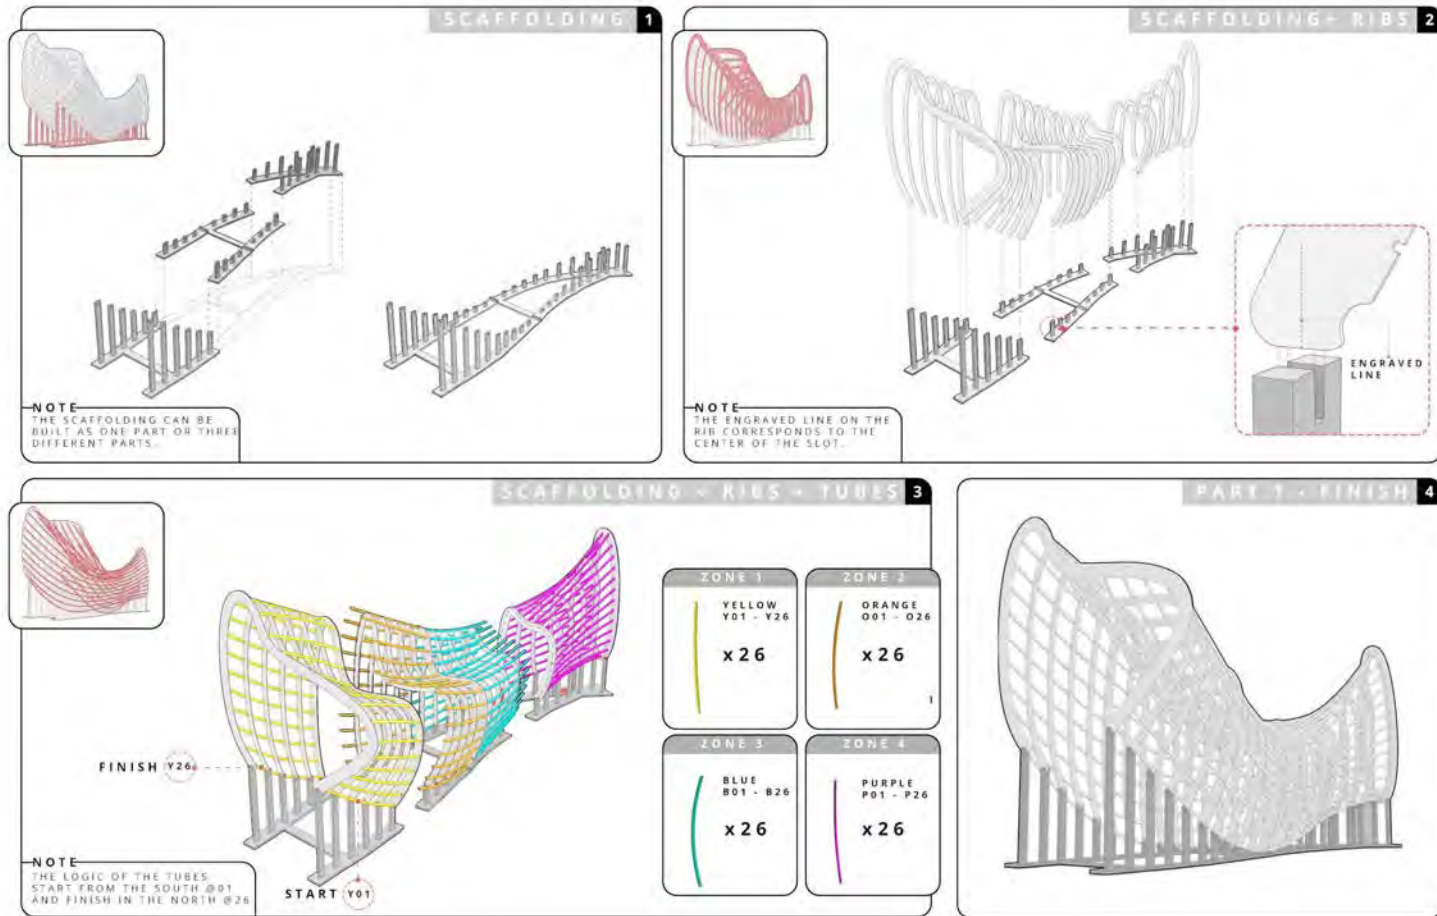 SCAFFOLDING 1
NOTE
THE SCAFFOLDING CAN BE
BUILT AS ONE PART OR THREE
DIFFERENT PARTS.
SCAFFOLDING+ RIBS 2
ENGRAVED
LINE
NOTE
THE ENGRAVED LINE ON THE
RIB CORRESPONDS TO THE
CENTER OF THE SLOT.
SCAFFOLDING + RIBS + TUBES 3
FINISH Y26
START Y01
NOTE
THE LOGIC OF THE TUBES
START FROM THE SOUTH @01
AND FINISH IN THE NORTH @26
ZONE 1
YELLOW
Y01 - Y26
x26
ZONE 2
ORANGE
O01 - O26
x26
1
ZONE 3
BLUE
B01 - B26
x26
ZONE 4
PURPLE
P01 - P26
x26
PART 1 - FINISH 4